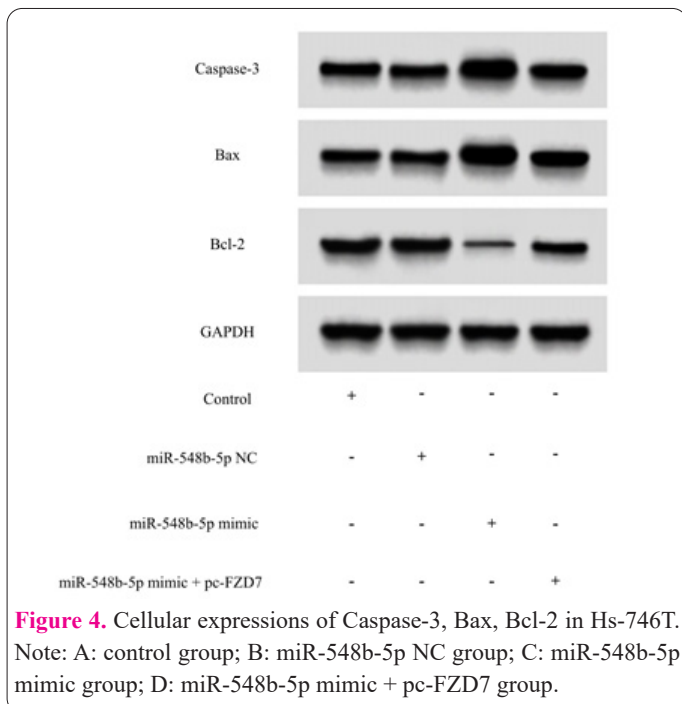 Caspase-3
Bax
Bcl-2
GAPDH
Control + - - -
miR-548b-5p NC - + - -
miR-548b-5p mimic - - + -
miR-548b-5p mimic + pc-FZD7 - - - +
Figure 4. Cellular expressions of Caspase-3, Bax, Bcl-2 in Hs-746T.
Note: A: control group; B: miR-548b-5p NC group; C: miR-548b-5p
mimic group; D: miR-548b-5p mimic + pc-FZD7 group.